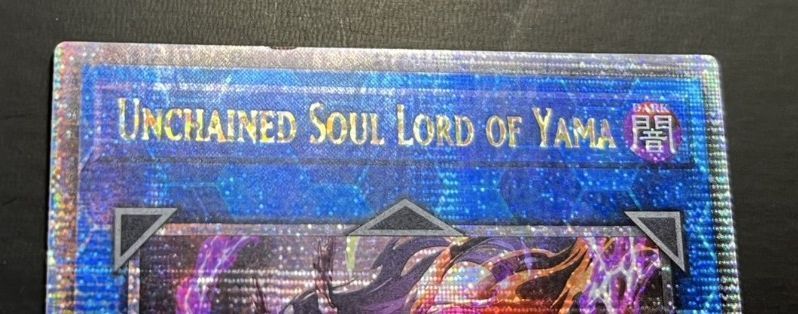 UNCHAINED SOUL LORD OF YAMA
DARK
闇